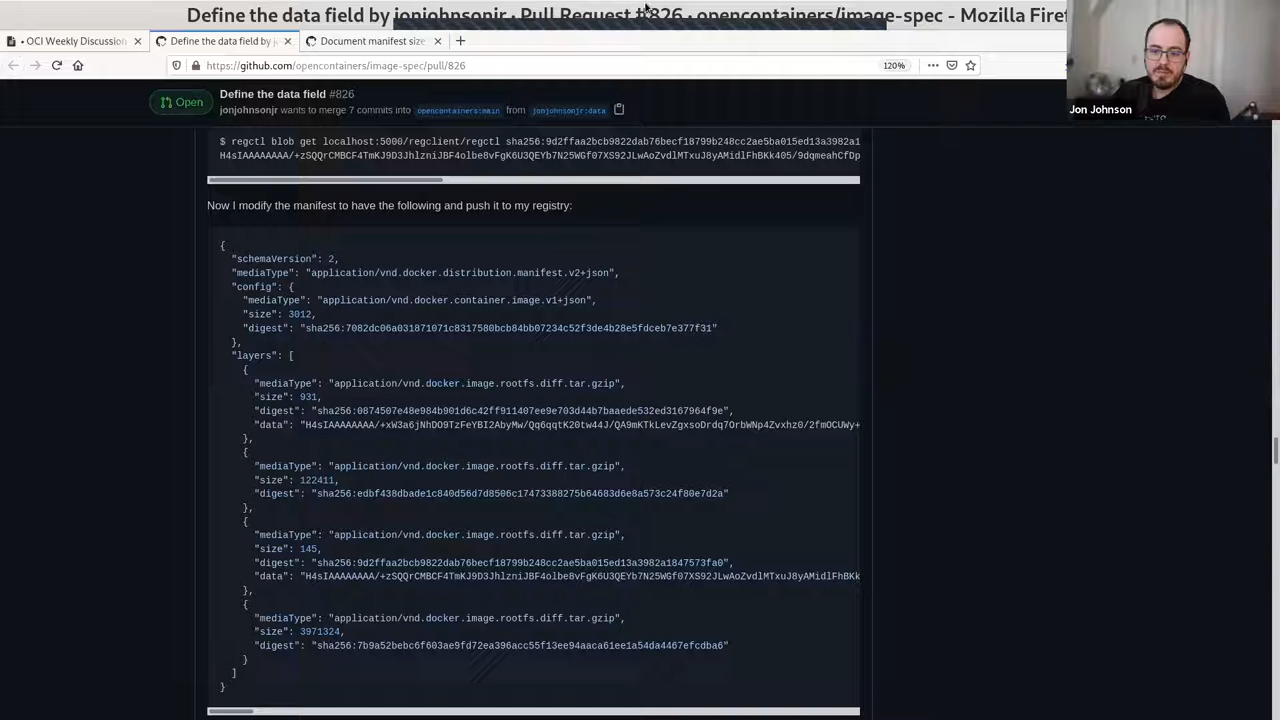 Define the data field by jonjohnsonjr · Pull Request #826 · opencontainers/image-spec - Mozilla Firef
• OCI Weekly Discussion
Define the data field by j
Document manifest size
https://github.com/opencontainers/image-spec/pull/826
120%
Open
Define the data field #826
jonjohnsonjr wants to merge 7 commits into opencontainers:main from jonjohnsonjr:data
Jon Johnson
$ regctl blob get localhost:5000/regclient/regctl sha256:9d2ffaa2bcb9822dab76becf18799b248cc2ae5ba015ed13a3982a1
H4sIAAAAAAAA/+zSQQrCMBCF4TmKJ9D3JhlzniJBF4olbe8vFgK6U3QEYb7N25WGf07XS92JLwAoZvdlMTxuJ8yAMidlFhBKk405/9dqmeahCfDp
Now I modify the manifest to have the following and push it to my registry:
{
"schemaVersion": 2,
"mediaType": "application/vnd.docker.distribution.manifest.v2+json",
"config": {
"mediaType": "application/vnd.docker.container.image.v1+json",
"size": 3012,
"digest": "sha256:7082dc06a031871071c8317580bcb84bb07234c52f3de4b28e5fdceb7e377f31"
},
"layers": [
{
"mediaType": "application/vnd.docker.image.rootfs.diff.tar.gzip",
"size": 931,
"digest": "sha256:0874507e48e984b901d6c42ff911407ee9e703d44b7baaede532ed3167964f9e",
"data": "H4sIAAAAAAAA/+xW3a6jNhDO9TzFeYBI2AbyMw/Qq6qqtK20tw44J/QA9mKTkLevZgxsoDrdq7OrbWNp4Zvxhz0/2fmOCUWy+
},
{
"mediaType": "application/vnd.docker.image.rootfs.diff.tar.gzip",
"size": 122411,
"digest": "sha256:edbf438dbade1c840d56d7d8506c17473388275b64683d6e8a573c24f80e7d2a"
},
{
"mediaType": "application/vnd.docker.image.rootfs.diff.tar.gzip",
"size": 145,
"digest": "sha256:9d2ffaa2bcb9822dab76becf18799b248cc2ae5ba015ed13a3982a1847573fa0",
"data": "H4sIAAAAAAAA/+zSQQrCMBCF4TmKJ9D3JhlzniJBF4olbe8vFgK6U3QEYb7N25WGf07XS92JLwAoZvdlMTxuJ8yAMidlFhBKk
},
{
"mediaType": "application/vnd.docker.image.rootfs.diff.tar.gzip",
"size": 3971324,
"digest": "sha256:7b9a52bebc6f603ae9fd72ea396acc55f13ee94aaca61ee1a54da4467efcdba6"
}
]
}